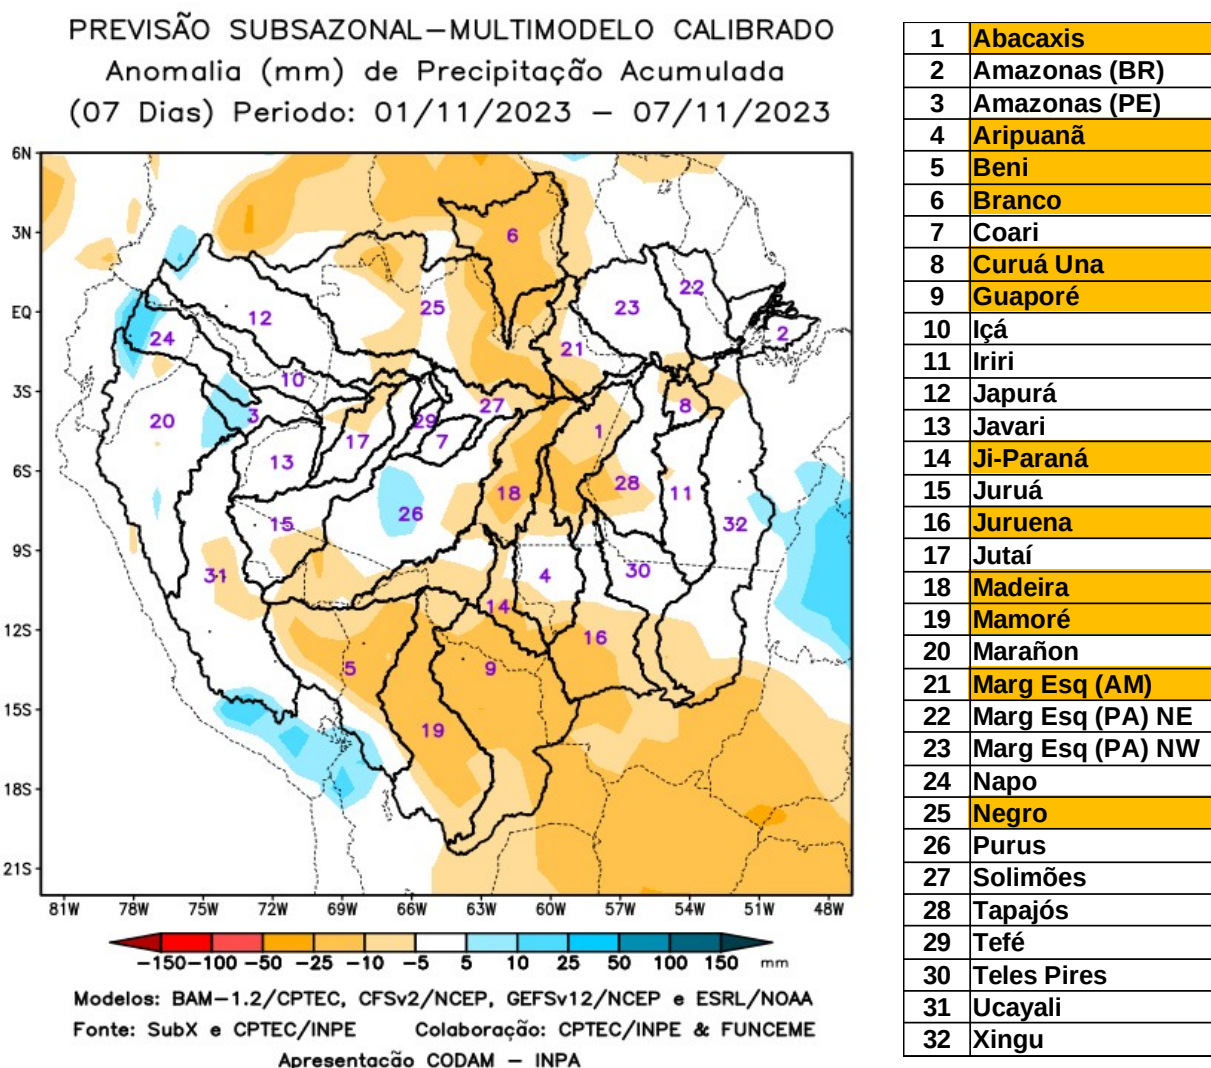 PREVISÃO SUBSAZONAL–MULTIMODELO CALIBRADO
Anomalia (mm) de Precipitação Acumulada
(07 Dias) Periodo: 01/11/2023 – 07/11/2023
6N
3N
EQ
3S
6S
9S
12S
15S
18S
21S
81W 78W 75W 72W 69W 66W 63W 60W 57W 54W 51W 48W
6
22
25
23
12
2
24
21
10
27
8
3
20
29
1
17
7
13
28
18
11
26
15
32
31
4
30
14
16
5
9
19
−150 −100 −50 −25 −10 −5 5 10 25 50 100 150 mm
Modelos: BAM−1.2/CPTEC, CFSv2/NCEP, GEFSv12/NCEP e ESRL/NOAA
Fonte: SubX e CPTEC/INPE Colaboração: CPTEC/INPE & FUNCEME
Apresentação CODAM – INPA
1 Abacaxis
2 Amazonas (BR)
3 Amazonas (PE)
4 Aripuanã
5 Beni
6 Branco
7 Coari
8 Curuá Una
9 Guaporé
10 Içá
11 Iriri
12 Japurá
13 Javari
14 Ji-Paraná
15 Juruá
16 Juruena
17 Jutaí
18 Madeira
19 Mamoré
20 Marañon
21 Marg Esq (AM)
22 Marg Esq (PA) NE
23 Marg Esq (PA) NW
24 Napo
25 Negro
26 Purus
27 Solimões
28 Tapajós
29 Tefé
30 Teles Pires
31 Ucayali
32 Xingu